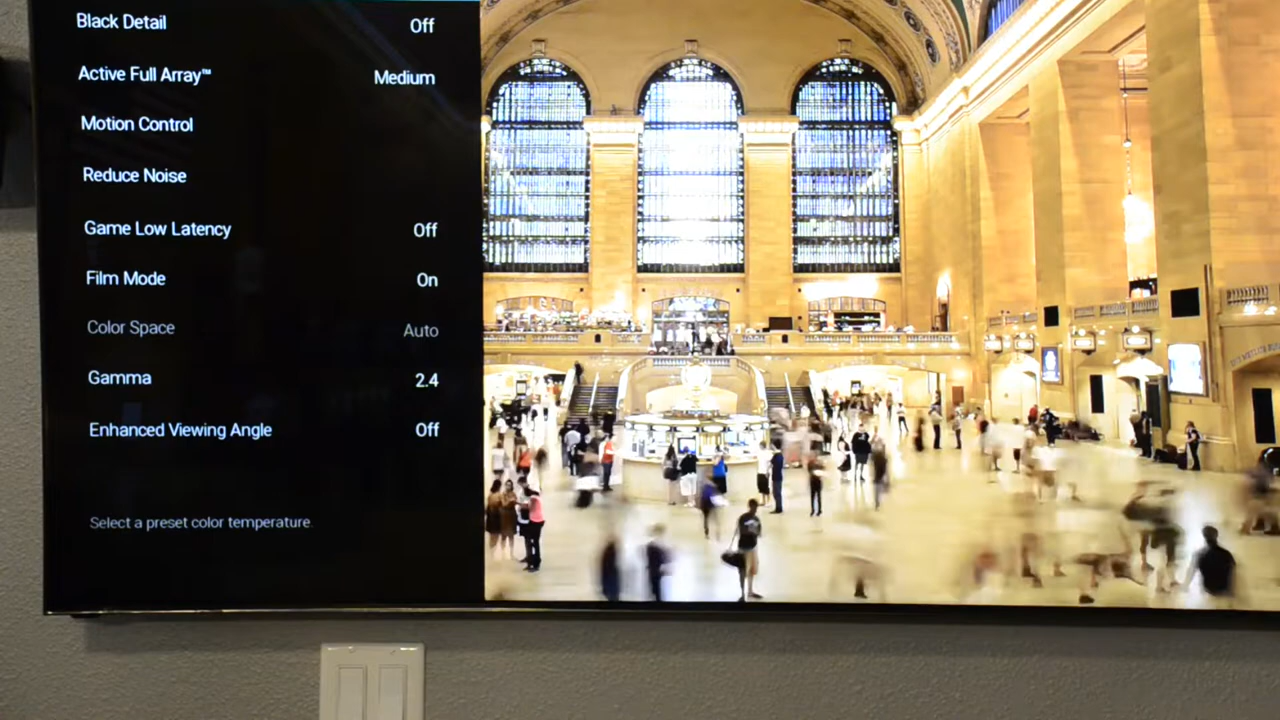 Black Detail Off
Active Full Array™ Medium
Motion Control
Reduce Noise
Game Low Latency Off
Film Mode On
Color Space Auto
Gamma 2.4
Enhanced Viewing Angle Off
Select a preset color temperature.